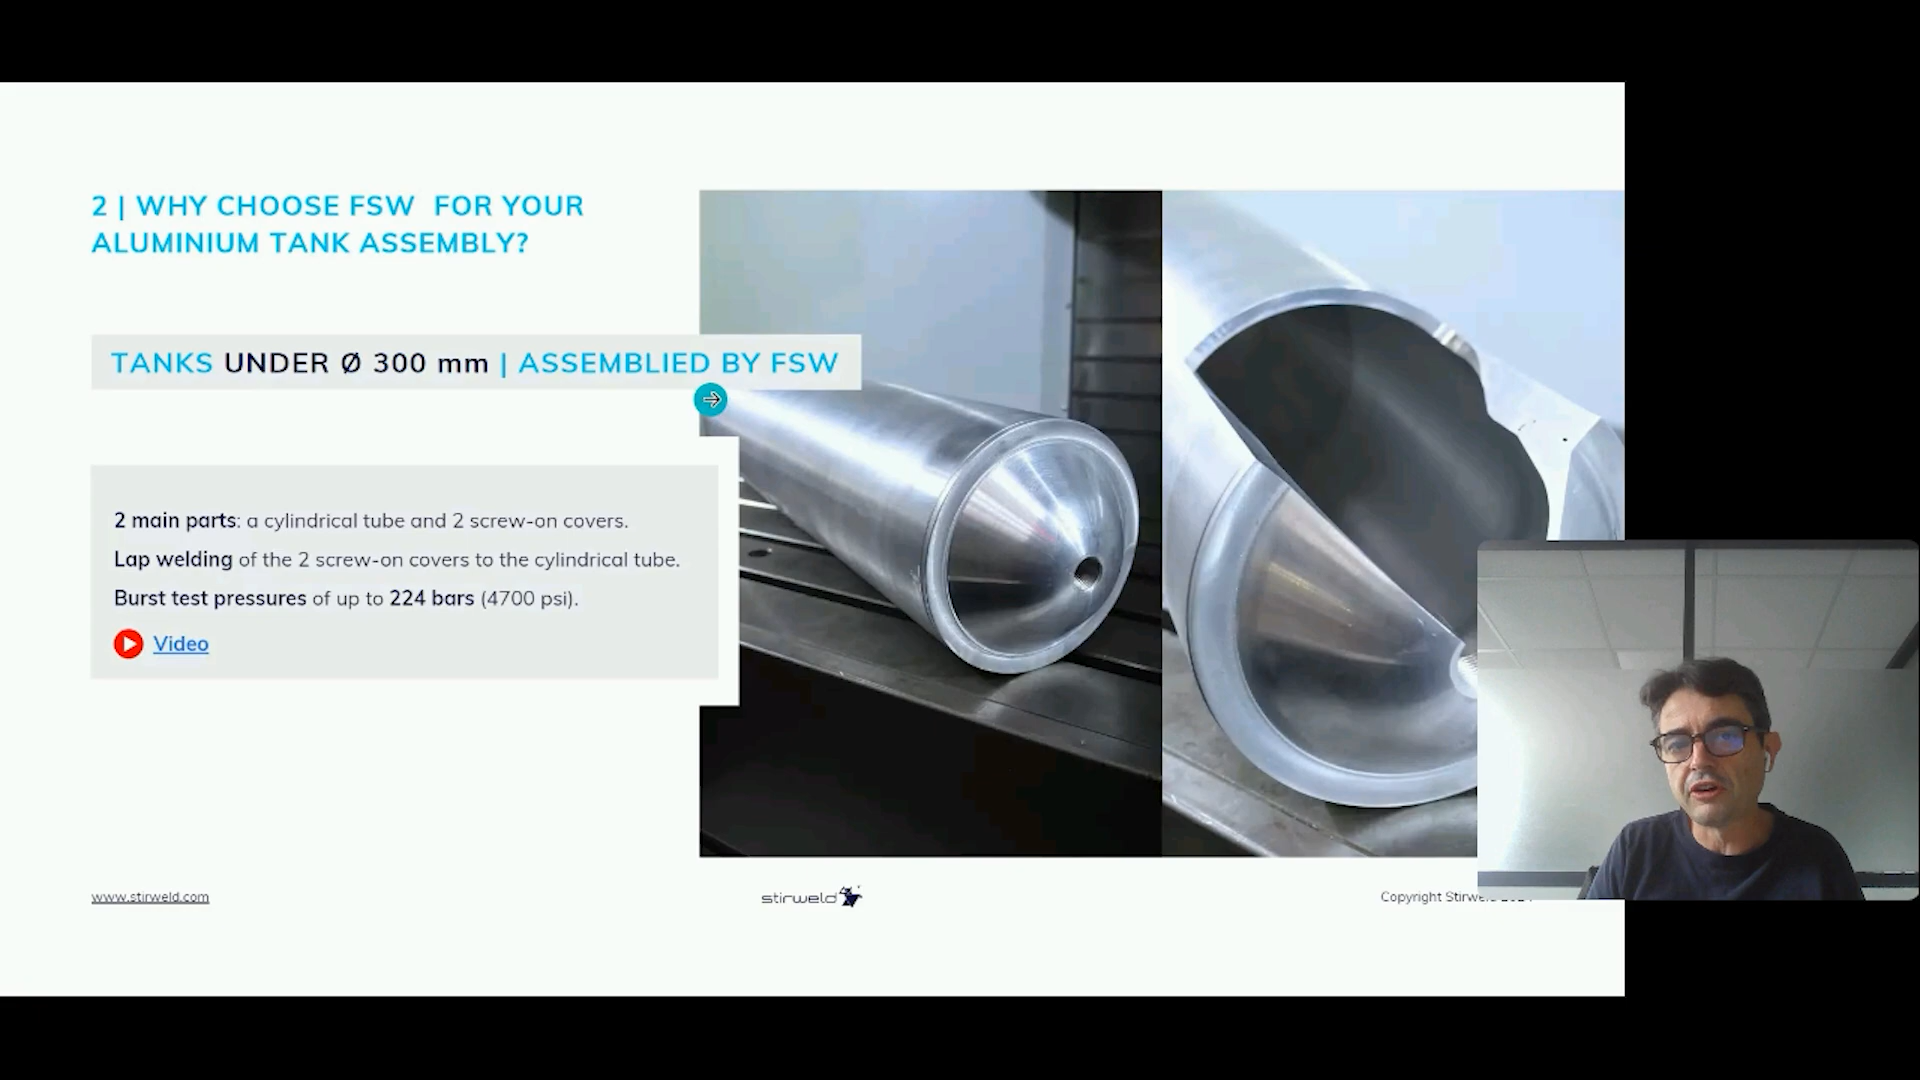 2 | WHY CHOOSE FSW FOR YOUR
ALUMINIUM TANK ASSEMBLY?
TANKS UNDER Ø 300 mm | ASSEMBLIED BY FSW
2 main parts: a cylindrical tube and 2 screw-on covers.
Lap welding of the 2 screw-on covers to the cylindrical tube.
Burst test pressures of up to 224 bars (4700 psi).
Video
www.stirweld.com
stirweld
Copyright